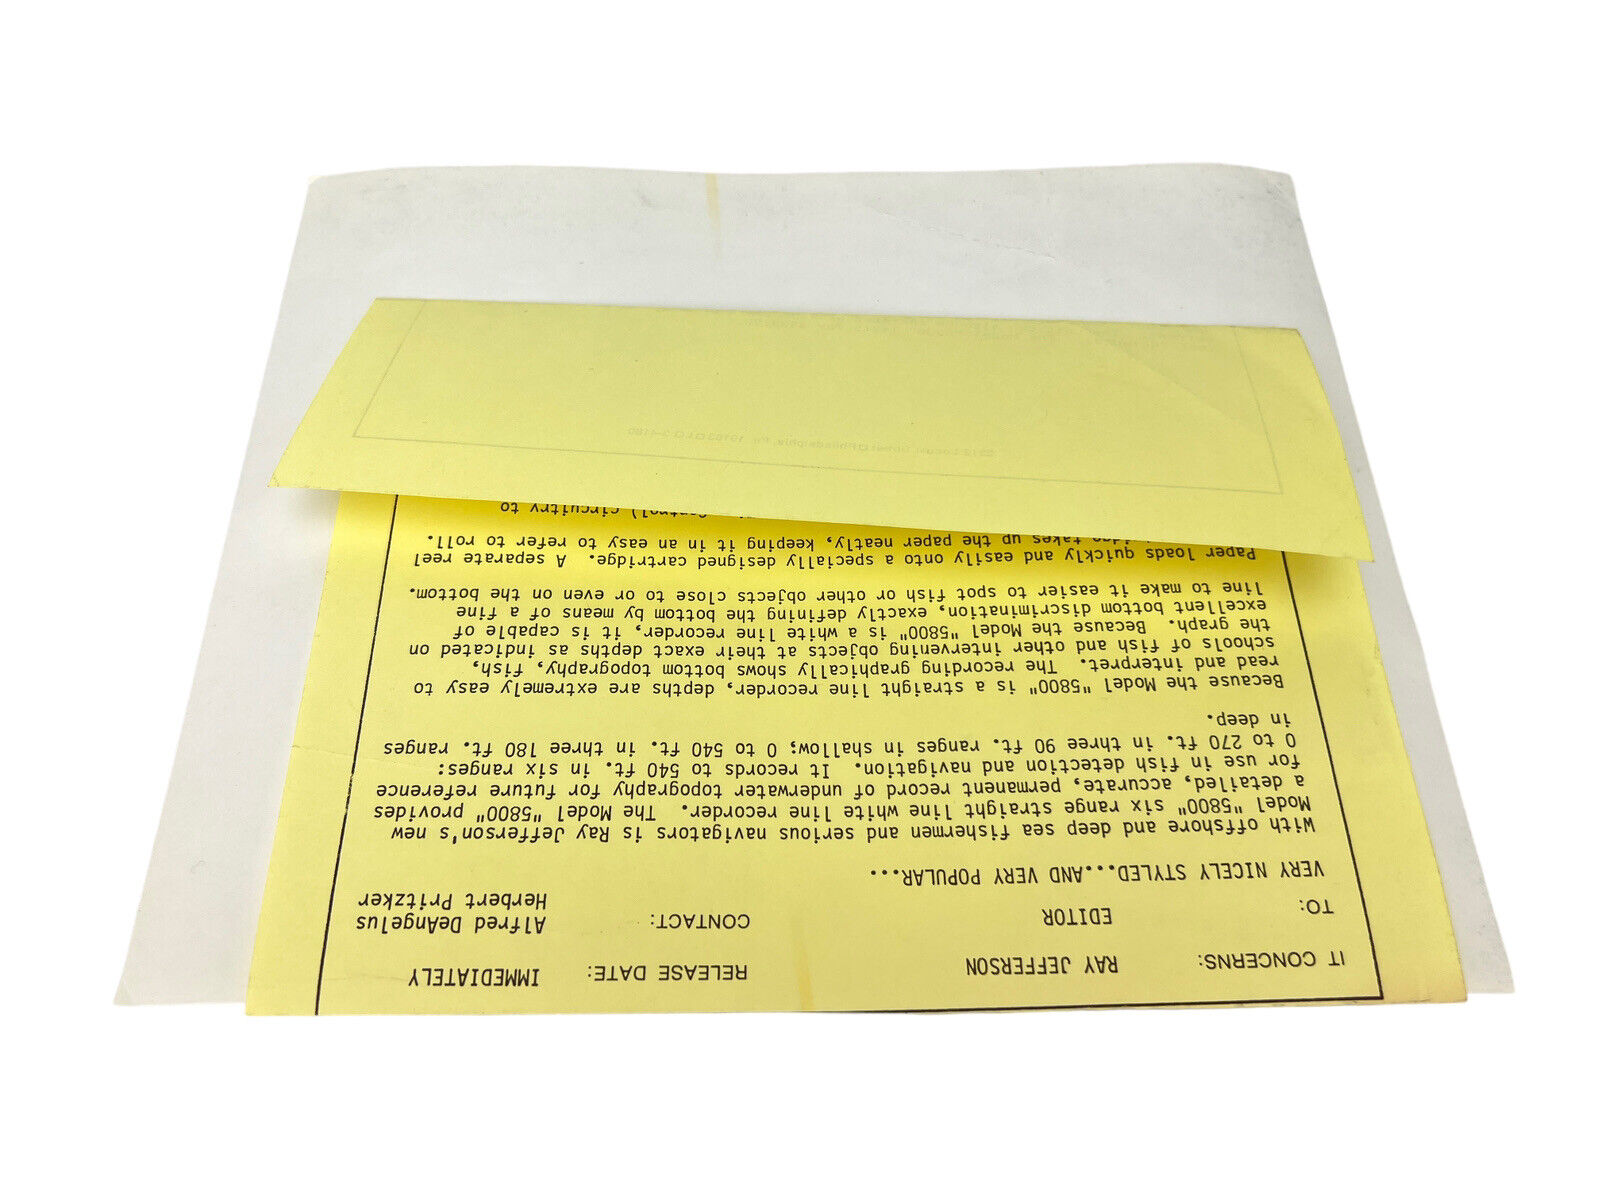 IT CONCERNS: RAY JEFFERSON RELEASE DATE: IMMEDIATELY
TO: EDITOR CONTACT: Alfred DeAngelus
Herbert Pritzker
VERY NICELY STYLED...AND VERY POPULAR...
With offshore and deep sea fishermen and serious navigators is Ray Jefferson's new
Model "5800" six range straight line white line recorder. The Model "5800" provides
a detailed, accurate, permanent record of underwater topography for future reference
for use in fish detection and navigation. It records to 540 ft. in six ranges:
0 to 270 ft. in three 90 ft. ranges in shallow; 0 to 540 ft. in three 180 ft. ranges
in deep.
Because the Model "5800" is a straight line recorder, depths, are extremely easy to
read and interpret. The recording graphically shows bottom topography, fish,
schools of fish and other intervening objects at their exact depths as indicated on
the graph. Because the Model "5800" is a white line recorder, it is capable of
excellent bottom discrimination, exactly defining the bottom by means of a fine
line to make it easier to spot fish or other objects close to or even on the bottom.
Paper loads quickly and easily onto a specially designed cartridge. A separate reel
takes up the paper neatly, keeping it in an easy to refer to roll.
Control) circuitry to